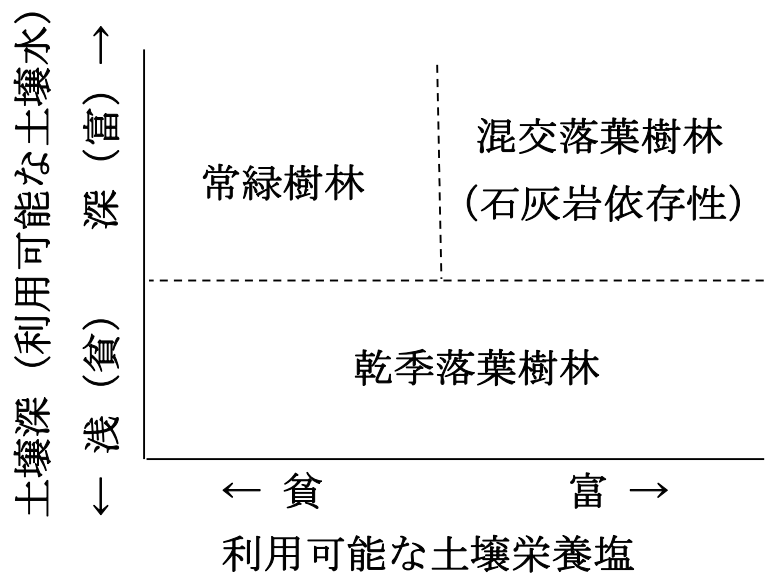 土壌深（利用可能な土壌水）
← 浅（貧） 深（富） →
常緑樹林
混交落葉樹林
（石灰岩依存性）
乾季落葉樹林
← 貧 富 →
利用可能な土壌栄養塩